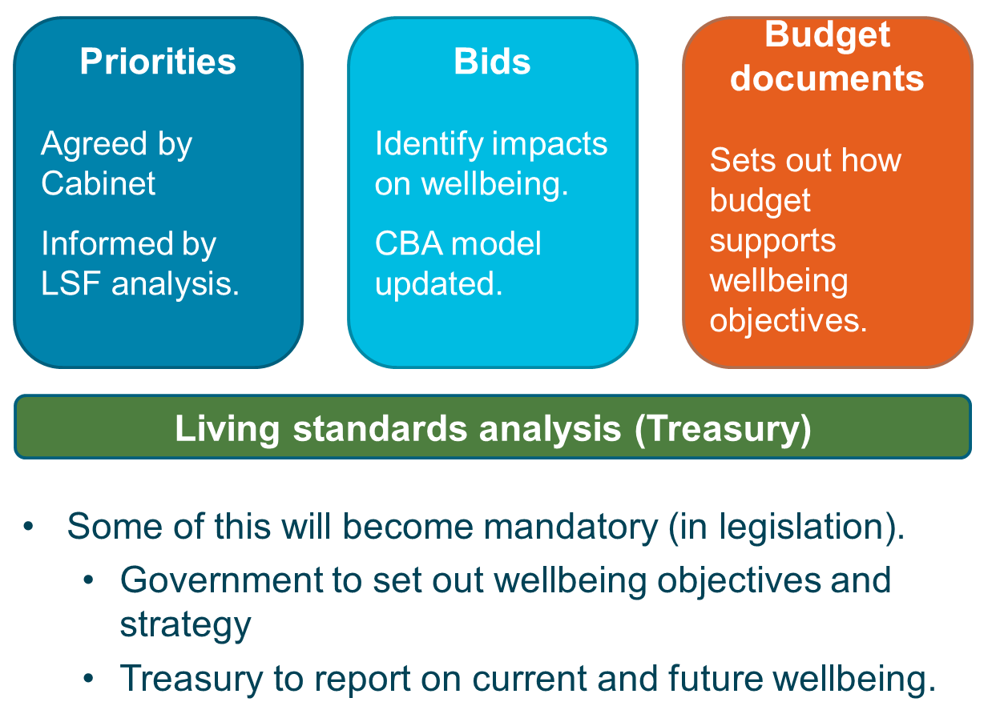 Priorities
Agreed by
Cabinet
Informed by
LSF analysis.
Bids
Identify impacts
on wellbeing.
CBA model
updated.
Budget
documents
Sets out how
budget
supports
wellbeing
objectives.
Living standards analysis (Treasury)
• Some of this will become mandatory (in legislation).
• Government to set out wellbeing objectives and
strategy
• Treasury to report on current and future wellbeing.